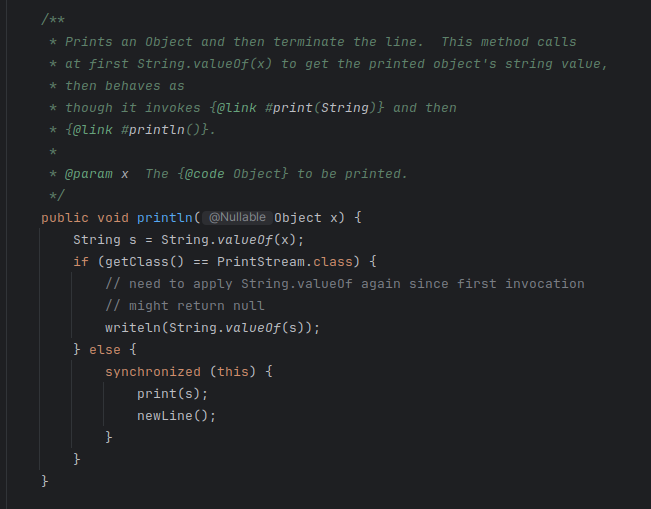 /**
 * Prints an Object and then terminate the line.  This method calls
 * at first String.valueOf(x) to get the printed object's string value,
 * then behaves as
 * though it invokes {@link #print(String)} and then
 * {@link #println()}.
 *
 * @param x  The {@code Object} to be printed.
 */
public void println(@Nullable Object x) {
    String s = String.valueOf(x);
    if (getClass() == PrintStream.class) {
        // need to apply String.valueOf again since first invocation
        // might return null
        writeln(String.valueOf(s));
    } else {
        synchronized (this) {
            print(s);
            newLine();
        }
    }
}